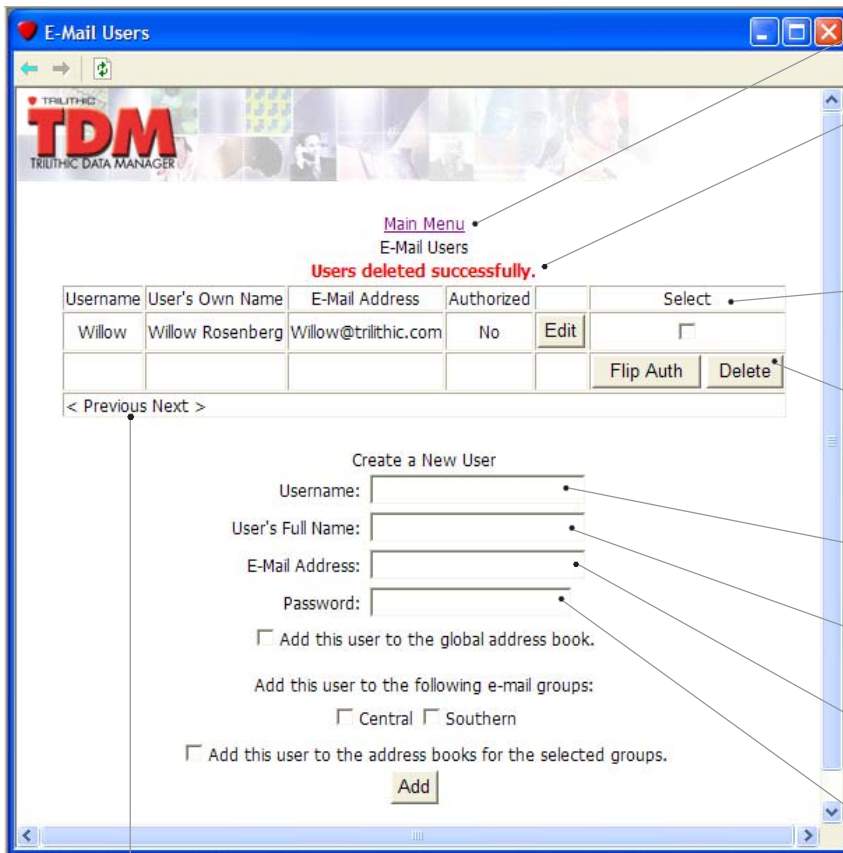 E-Mail Users
TRILITHIC
TDM
TRILITHIC DATA MANAGER
Main Menu
E-Mail Users
Users deleted successfully.
Username User's Own Name E-Mail Address Authorized Select
Willow Willow Rosenberg Willow@trilithic.com No Edit
Flip Auth Delete
< Previous Next >
Create a New User
Username:
User's Full Name:
E-Mail Address:
Password:
Add this user to the global address book.
Add this user to the following e-mail groups:
Central Southern
Add this user to the address books for the selected groups.
Add